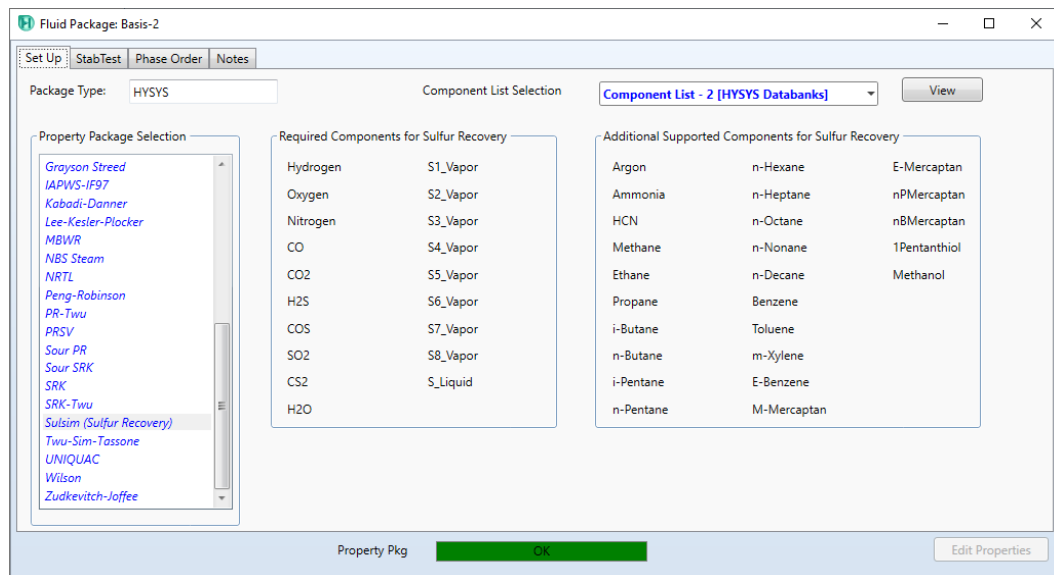 Fluid Package: Basis-2
Set Up StabTest Phase Order Notes
Package Type: HYSYS Component List Selection Component List - 2 [HYSYS Databanks] View
Property Package Selection
Grayson Streed
IAPWS-IF97
Kabadi-Danner
Lee-Kesler-Plocker
MBWR
NBS Steam
NRTL
Peng-Robinson
PR-Twu
PRSV
Sour PR
Sour SRK
SRK
SRK-Twu
Sulsim (Sulfur Recovery)
Twu-Sim-Tassone
UNIQUAC
Wilson
Zudkevitch-Joffee
Required Components for Sulfur Recovery
Hydrogen S1_Vapor
Oxygen S2_Vapor
Nitrogen S3_Vapor
CO S4_Vapor
CO2 S5_Vapor
H2S S6_Vapor
COS S7_Vapor
SO2 S8_Vapor
CS2 S_Liquid
H2O
Additional Supported Components for Sulfur Recovery
Argon n-Hexane E-Mercaptan
Ammonia n-Heptane nPMercaptan
HCN n-Octane nBMercaptan
Methane n-Nonane 1Pentanthiol
Ethane n-Decane Methanol
Propane Benzene
i-Butane Toluene
n-Butane m-Xylene
i-Pentane E-Benzene
n-Pentane M-Mercaptan
Property Pkg OK Edit Properties